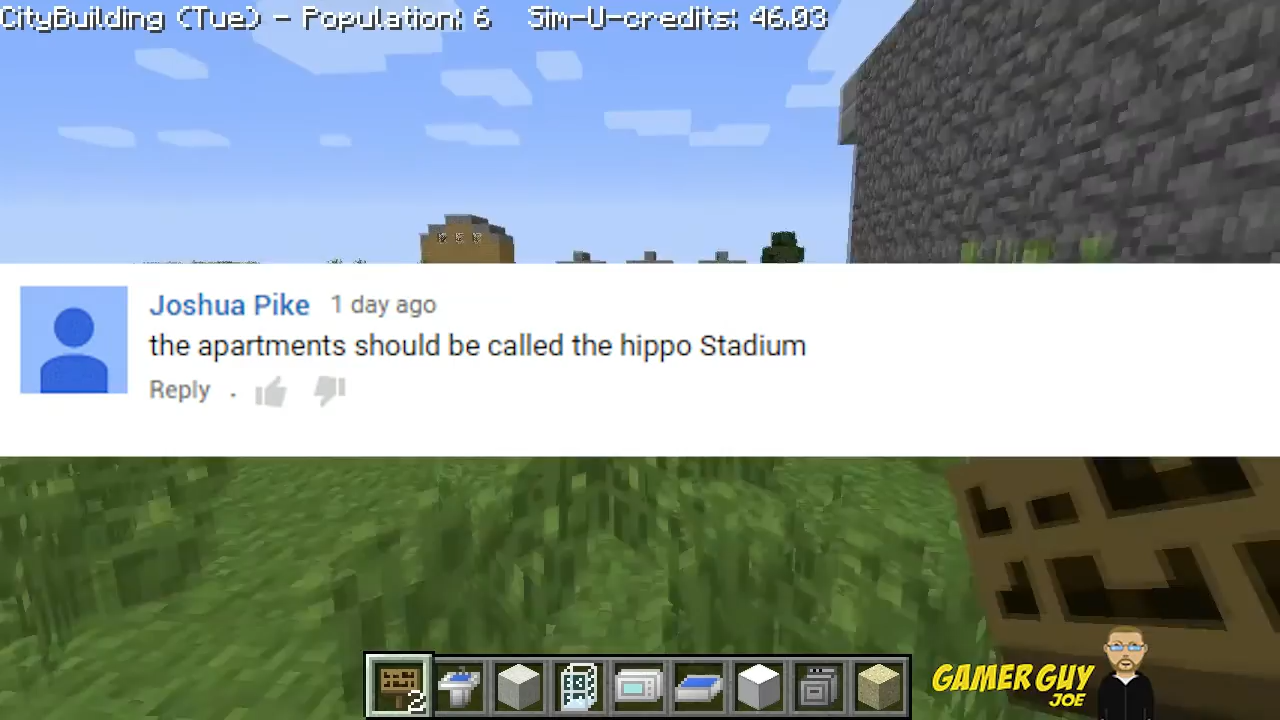 CityBuilding (Tue) - Population: 6 Sim-U-credits: 46.03
Joshua Pike 1 day ago
the apartments should be called the hippo Stadium
Reply .
2
GAMER GUY
JOE